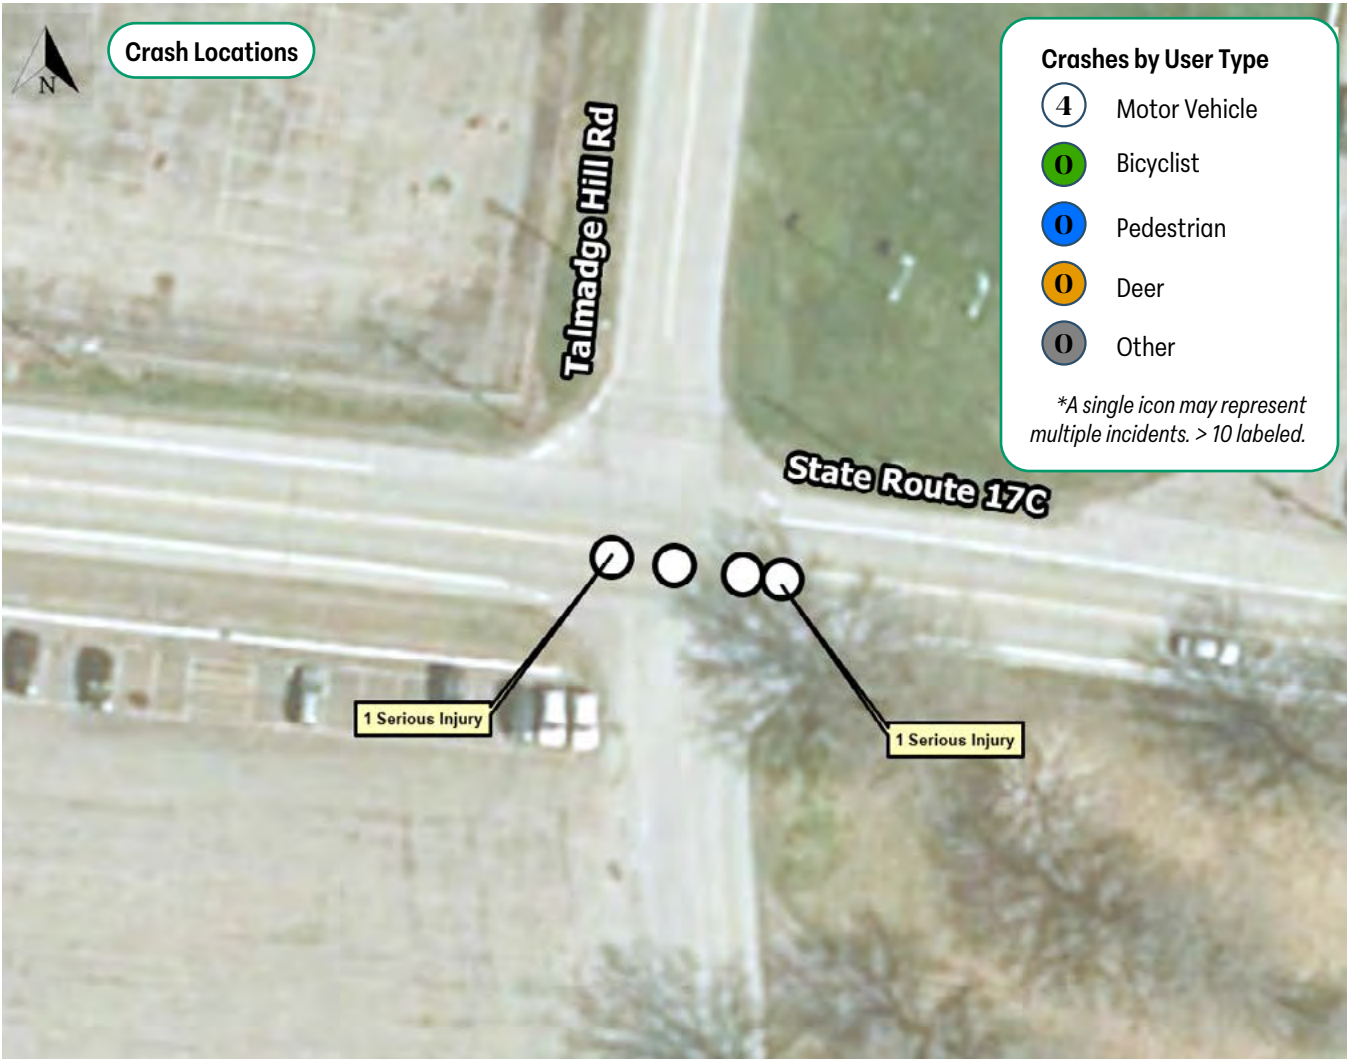 N
Crash Locations
Crashes by User Type
4 Motor Vehicle
0 Bicyclist
0 Pedestrian
0 Deer
0 Other
*A single icon may represent
multiple incidents. > 10 labeled.
Talmadge Hill Rd
State Route 17C
1 Serious Injury
1 Serious Injury